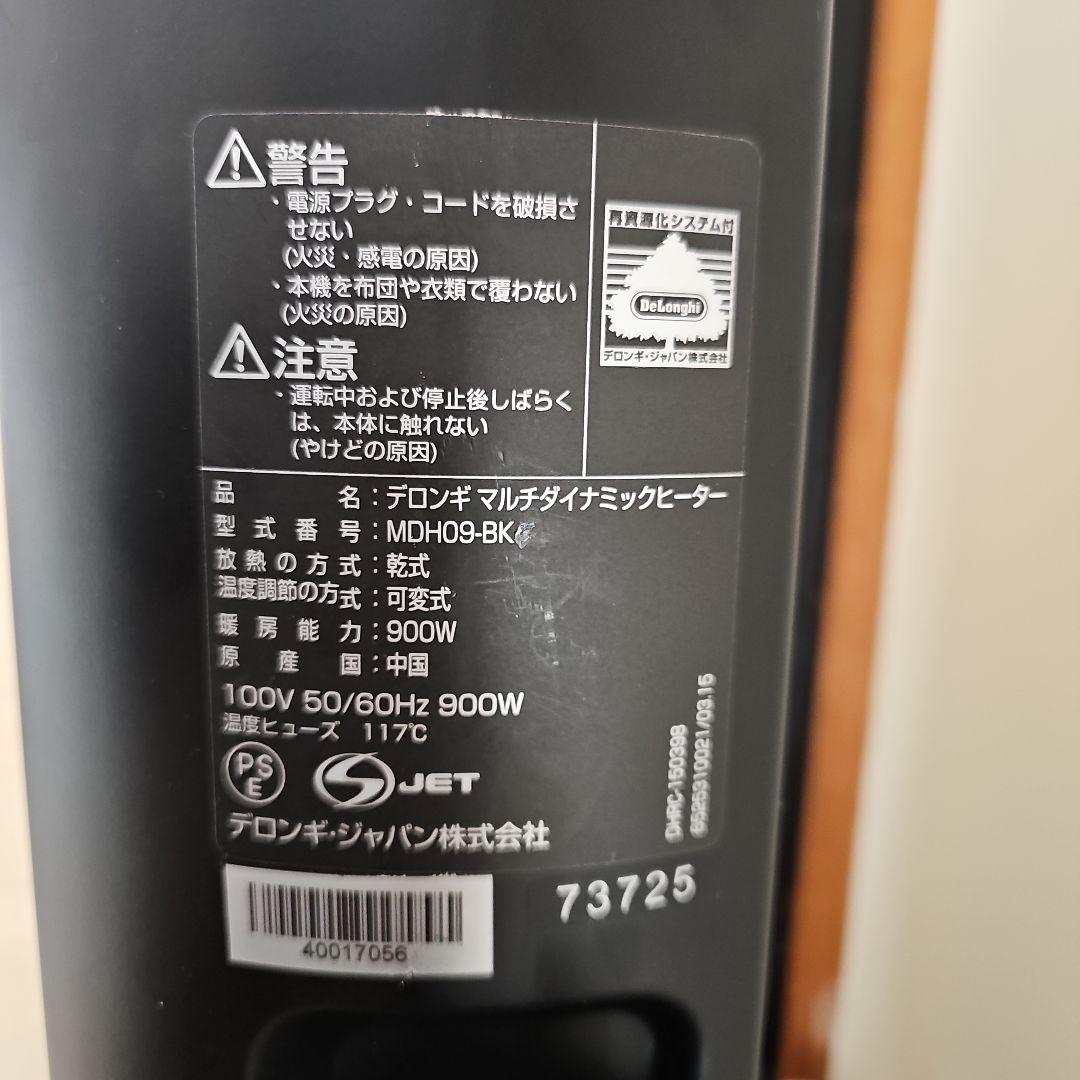 警告
・電源プラグ・コードを破損さ
せない
(火災・感電の原因)
・本機を布団や衣類で覆わない
(火災の原因)
注意
・運転中および停止後しばらく
は、本体に触れない
(やけどの原因)
再資源化システム付
DeLonghi
デロンギ・ジャパン株式会社
品名：デロンギ マルチダイナミックヒーター
型式番号：MDH09-BK
放熱の方式：乾式
温度調節の方式：可変式
暖房能力：900W
原産国：中国
100V 50/60Hz 900W
温度ヒューズ 117℃
PS
E
S JET
デロンギ・ジャパン株式会社
DHRC-150398
6525310021/03.15
40017056
73725